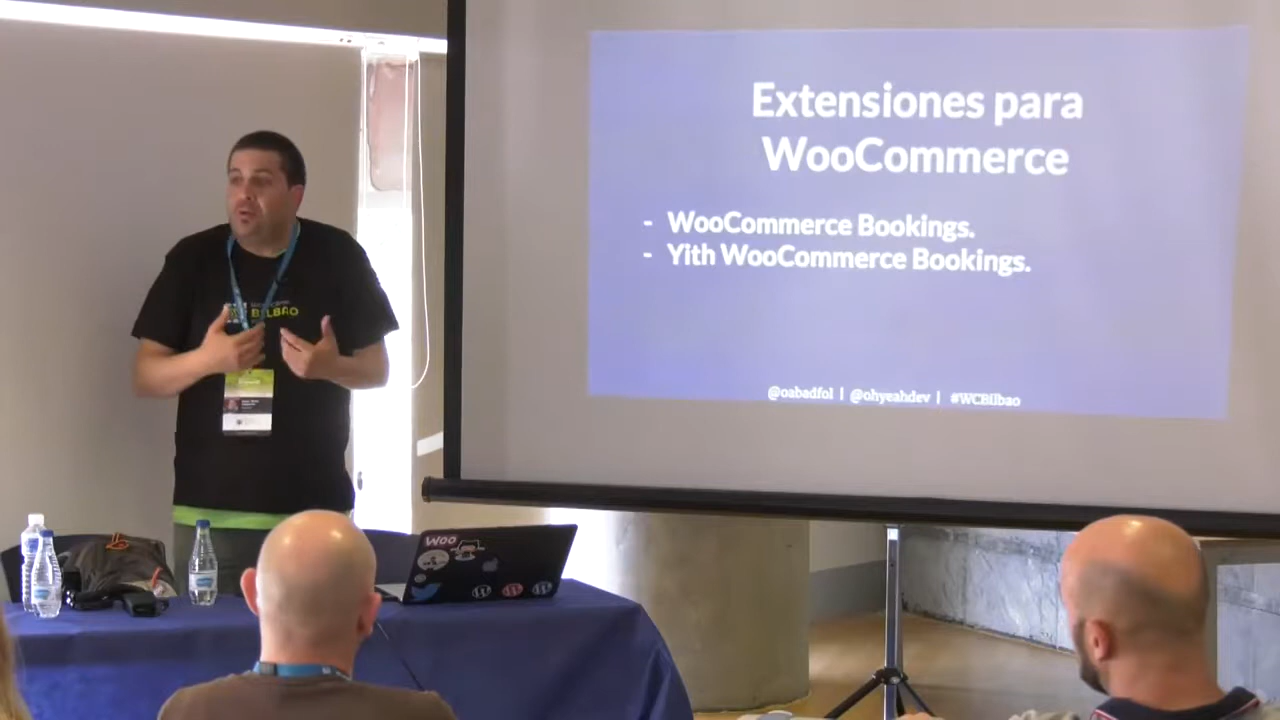 Extensiones para
WooCommerce
- WooCommerce Bookings.
- Yith WooCommerce Bookings.
@oabadfol | @ohyeahdev | #WCBilbao
BILBAO
Woo